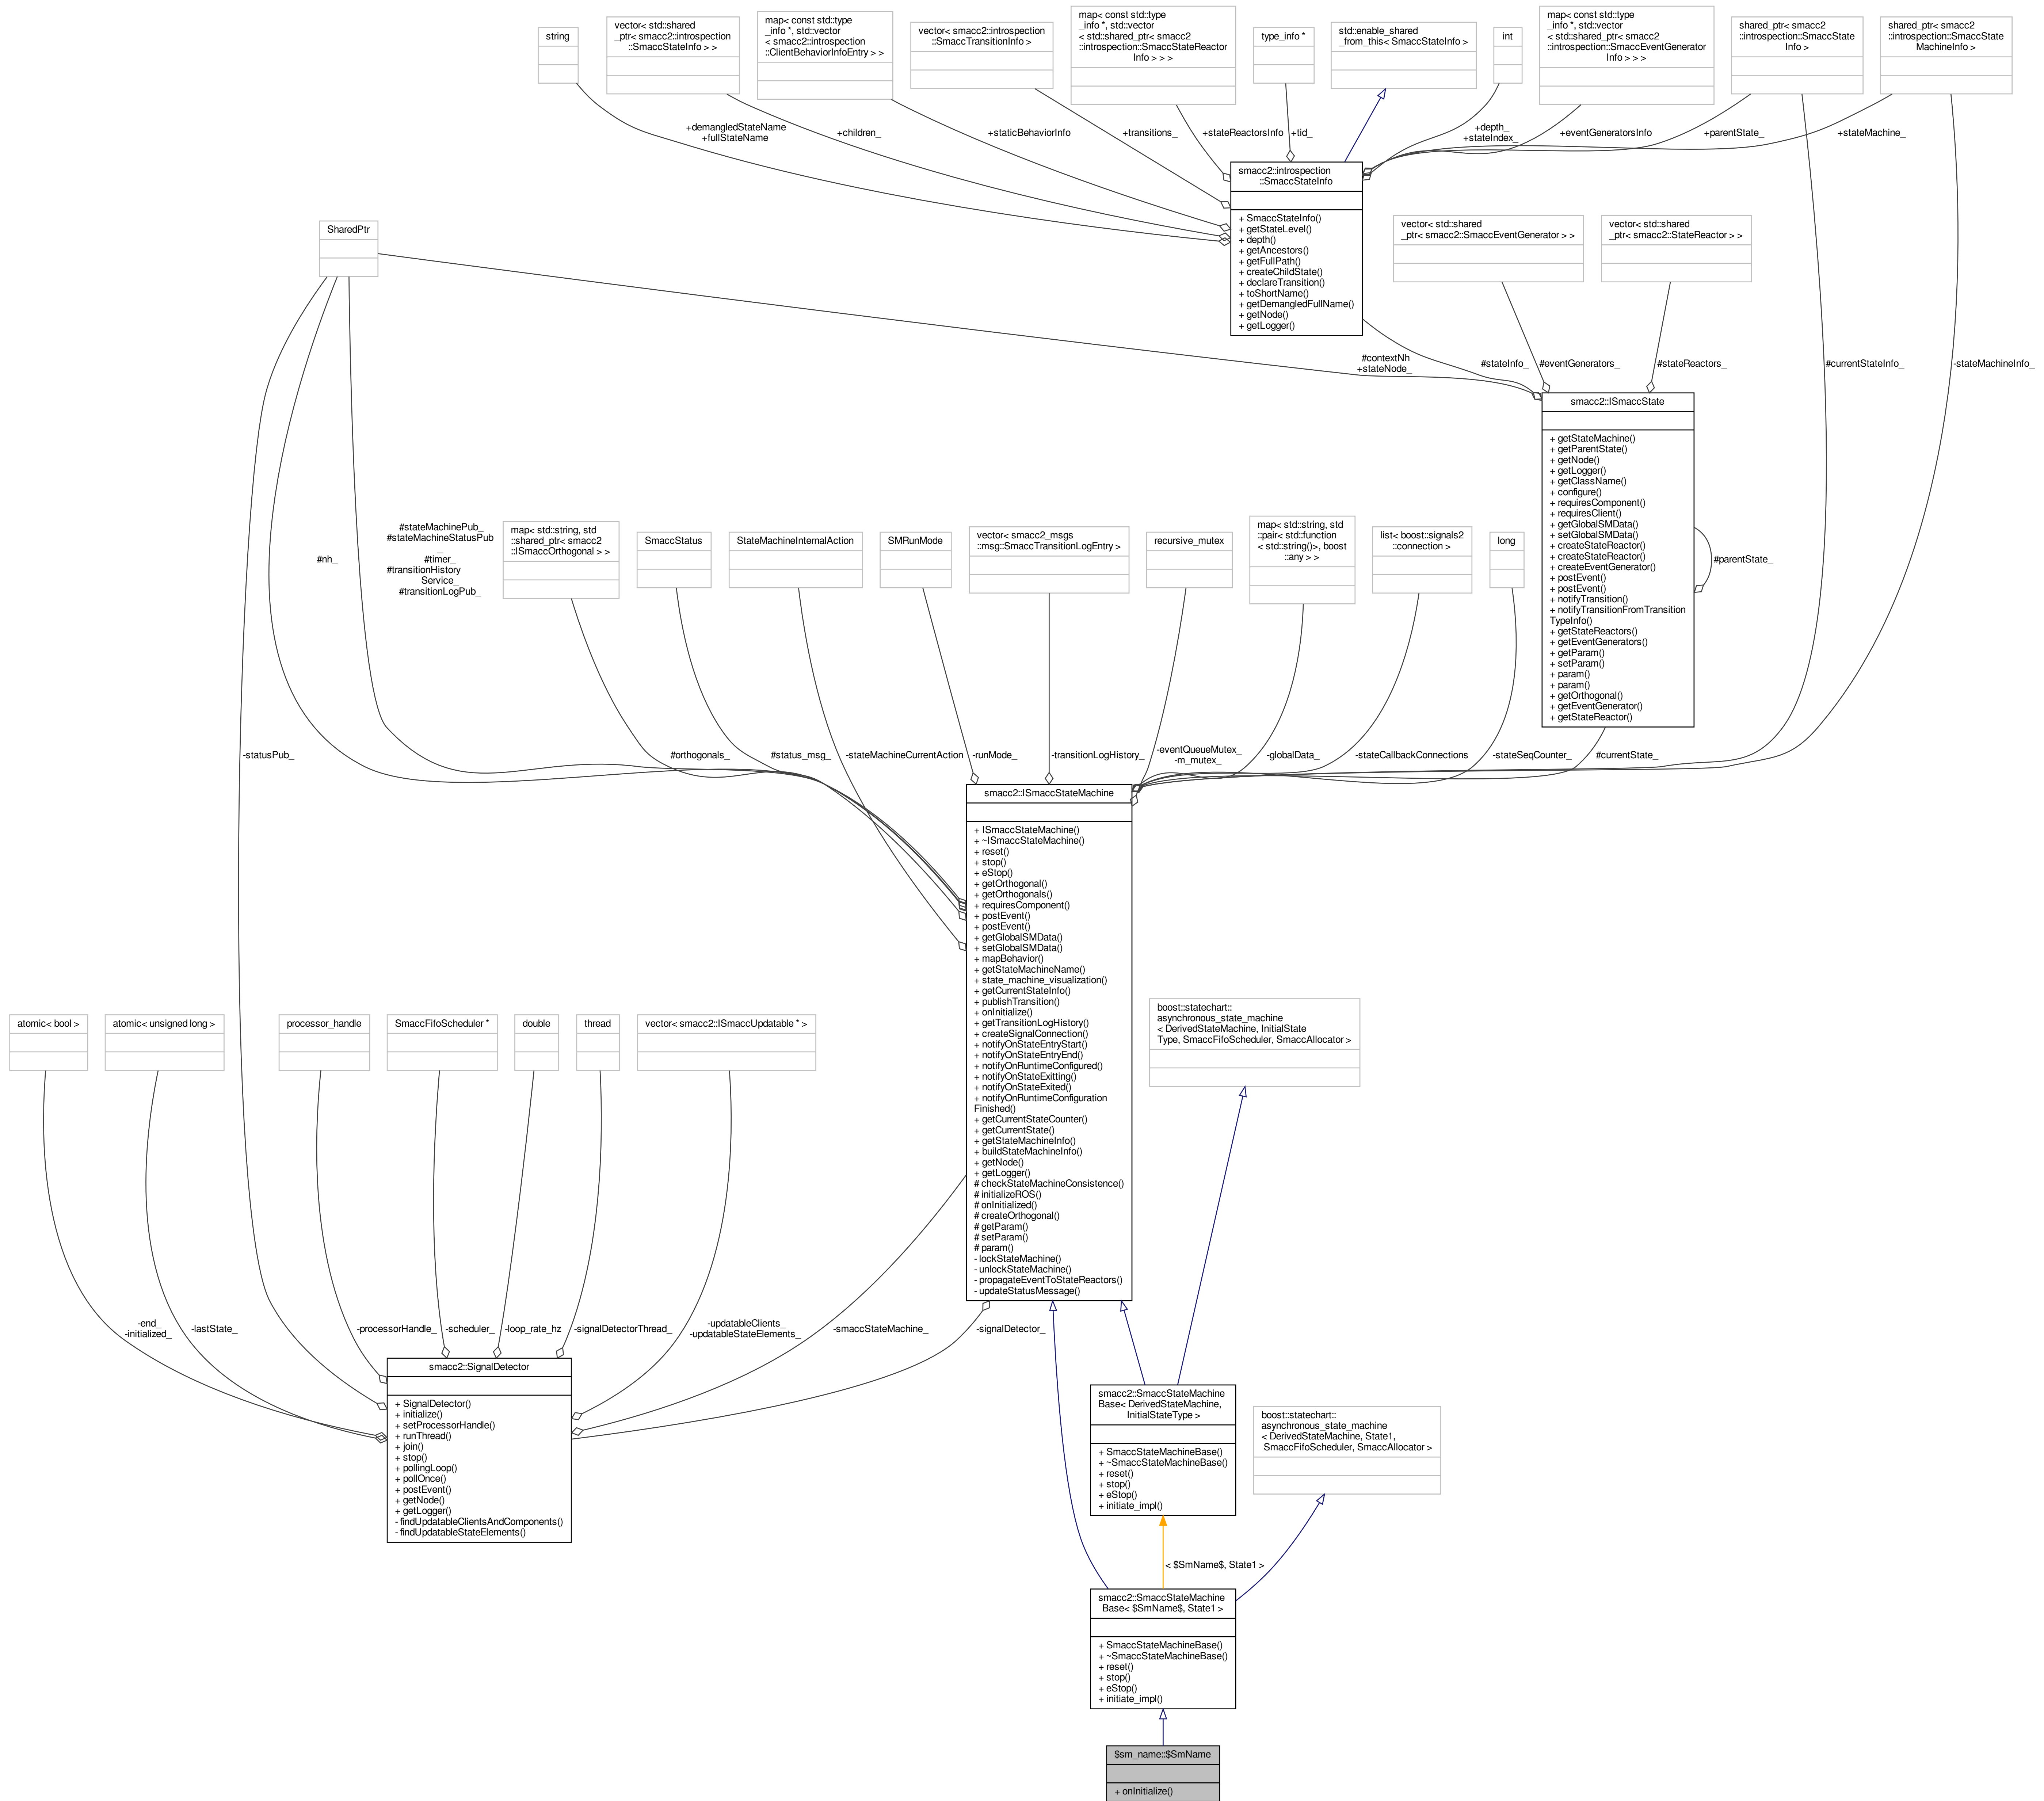 string
vector< std::shared
_ptr< smacc2::introspection
::SmaccStateInfo > >
map< const std::type
_info *, std::vector
< smacc2::introspection
::ClientBehaviorInfoEntry > >
vector< smacc2::introspection
::SmaccTransitionInfo >
map< const std::type
_info *, std::vector
< std::shared_ptr< smacc2
::introspection::SmaccStateReactor
Info > > >
type_info *
std::enable_shared
_from_this< SmaccStateInfo >
int
map< const std::type
_info *, std::vector
< std::shared_ptr< smacc2
::introspection::SmaccEventGenerator
Info > > >
shared_ptr< smacc2
::introspection::SmaccState
Info >
shared_ptr< smacc2
::introspection::SmaccState
MachineInfo >
+demangledStateName
+fullStateName
+children_
+staticBehaviorInfo
+transitions_
+stateReactorsInfo
+tid_
+depth_
+stateIndex_
+eventGeneratorsInfo
+parentState_
+stateMachine_
smacc2::introspection
::SmaccStateInfo
+ SmaccStateInfo()
+ getStateLevel()
+ depth()
+ getAncestors()
+ getFullPath()
+ createChildState()
+ declareTransition()
+ toShortName()
+ getDemangledFullName()
+ getNode()
+ getLogger()
SharedPtr
vector< std::shared
_ptr< smacc2::SmaccEventGenerator > >
vector< std::shared
_ptr< smacc2::StateReactor > >
#contextNh
+stateNode_
#stateInfo_
#eventGenerators_
#stateReactors_
#currentStateInfo_
-stateMachineInfo_
smacc2::ISmaccState
+ getStateMachine()
+ getParentState()
+ getNode()
+ getLogger()
+ getClassName()
+ configure()
+ requiresComponent()
+ requiresClient()
+ getGlobalSMData()
+ setGlobalSMData()
+ createStateReactor()
+ createStateReactor()
+ createEventGenerator()
+ postEvent()
+ postEvent()
+ notifyTransition()
+ notifyTransitionFromTransition
TypeInfo()
+ getStateReactors()
+ getEventGenerators()
+ getParam()
+ setParam()
+ param()
+ param()
+ getOrthogonal()
+ getEventGenerator()
+ getStateReactor()
#parentState_
#nh_
#stateMachinePub_
#stateMachineStatusPub
_
#timer_
#transitionHistory
Service_
#transitionLogPub_
map< std::string, std
::shared_ptr< smacc2
::ISmaccOrthogonal > >
SmaccStatus
StateMachineInternalAction
SMRunMode
vector< smacc2_msgs
::msg::SmaccTransitionLogEntry >
recursive_mutex
map< std::string, std
::pair< std::function
< std::string()>, boost
::any > >
list< boost::signals2
::connection >
long
-statusPub_
#orthogonals_
#status_msg_
-stateMachineCurrentAction
-runMode_
-transitionLogHistory_
-eventQueueMutex_
-m_mutex_
-globalData_
-stateCallbackConnections
-stateSeqCounter_
#currentState_
smacc2::ISmaccStateMachine
+ ISmaccStateMachine()
+ ~ISmaccStateMachine()
+ reset()
+ stop()
+ eStop()
+ getOrthogonal()
+ getOrthogonals()
+ requiresComponent()
+ postEvent()
+ postEvent()
+ getGlobalSMData()
+ setGlobalSMData()
+ mapBehavior()
+ getStateMachineName()
+ state_machine_visualization()
+ getCurrentStateInfo()
+ publishTransition()
+ onInitialize()
+ getTransitionLogHistory()
+ createSignalConnection()
+ notifyOnStateEntryStart()
+ notifyOnStateEntryEnd()
+ notifyOnRuntimeConfigured()
+ notifyOnStateExitting()
+ notifyOnStateExited()
+ notifyOnRuntimeConfiguration
Finished()
+ getCurrentStateCounter()
+ getCurrentState()
+ getStateMachineInfo()
+ buildStateMachineInfo()
+ getNode()
+ getLogger()
# checkStateMachineConsistence()
# initializeROS()
# onInitialized()
# createOrthogonal()
# getParam()
# setParam()
# param()
- lockStateMachine()
- unlockStateMachine()
- propagateEventToStateReactors()
- updateStatusMessage()
atomic< bool >
atomic< unsigned long >
processor_handle
SmaccFifoScheduler *
double
thread
vector< smacc2::ISmaccUpdatable * >
boost::statechart::
asynchronous_state_machine
< DerivedStateMachine, InitialState
Type, SmaccFifoScheduler, SmaccAllocator >
-end_
-initialized_
-lastState_
-processorHandle_
-scheduler_
-loop_rate_hz
-signalDetectorThread_
-updatableClients_
-updatableStateElements_
-smaccStateMachine_
-signalDetector_
smacc2::SignalDetector
+ SignalDetector()
+ initialize()
+ setProcessorHandle()
+ runThread()
+ join()
+ stop()
+ pollingLoop()
+ pollOnce()
+ postEvent()
+ getNode()
+ getLogger()
- findUpdatableClientsAndComponents()
- findUpdatableStateElements()
smacc2::SmaccStateMachine
Base< DerivedStateMachine,
InitialStateType >
+ SmaccStateMachineBase()
+ ~SmaccStateMachineBase()
+ reset()
+ stop()
+ eStop()
+ initiate_impl()
boost::statechart::
asynchronous_state_machine
< DerivedStateMachine, State1,
SmaccFifoScheduler, SmaccAllocator >
< $SmName$, State1 >
smacc2::SmaccStateMachine
Base< $SmName$, State1 >
+ SmaccStateMachineBase()
+ ~SmaccStateMachineBase()
+ reset()
+ stop()
+ eStop()
+ initiate_impl()
$sm_name::$SmName
+ onInitialize()